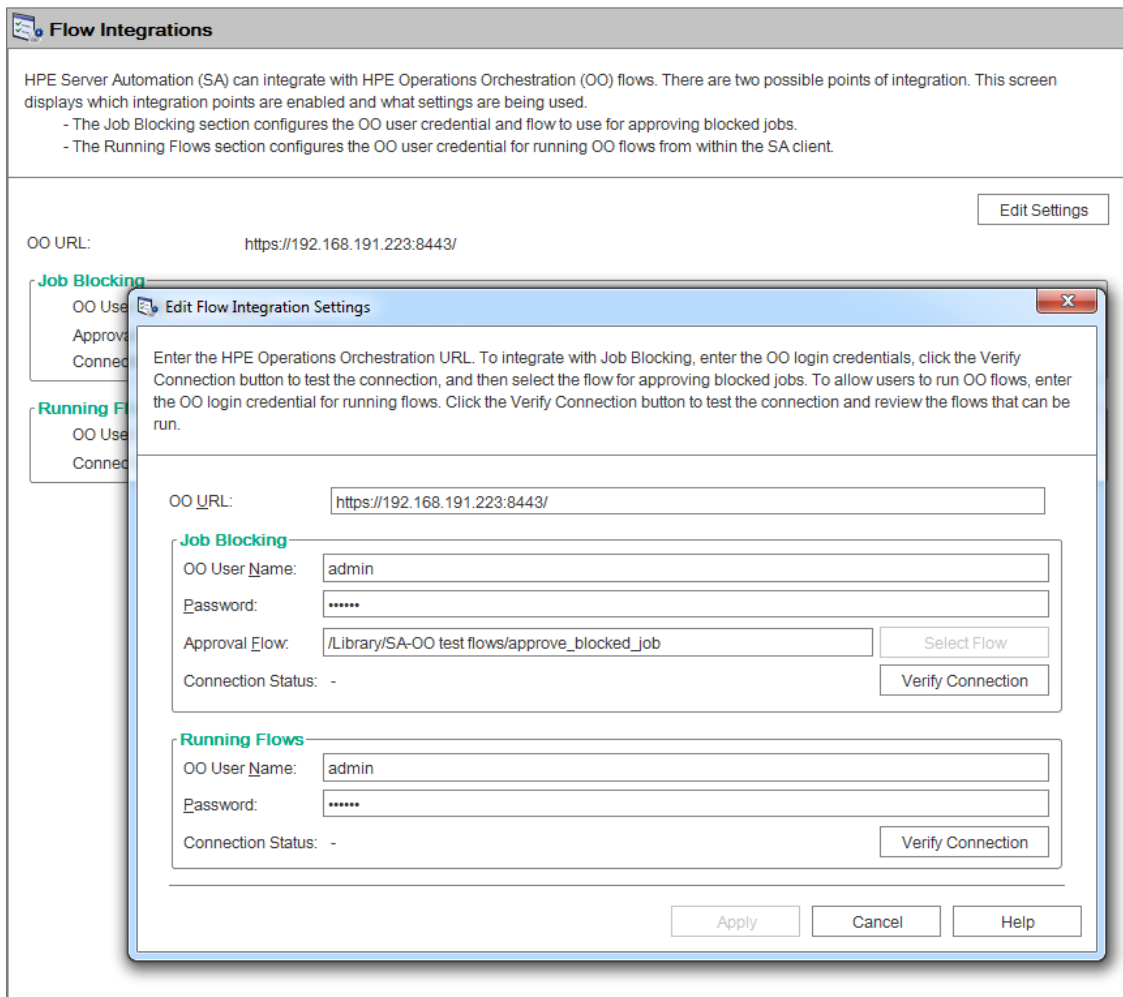 Flow Integrations
HPE Server Automation (SA) can integrate with HPE Operations Orchestration (OO) flows. There are two possible points of integration. This screen
displays which integration points are enabled and what settings are being used.
- The Job Blocking section configures the OO user credential and flow to use for approving blocked jobs.
- The Running Flows section configures the OO user credential for running OO flows from within the SA client.
Edit Settings
OO URL: https://192.168.191.223:8443/
Job Blocking
OO Use
Approva
Connec
Running Fl
OO Use
Connec
Edit Flow Integration Settings
Enter the HPE Operations Orchestration URL. To integrate with Job Blocking, enter the OO login credentials, click the Verify
Connection button to test the connection, and then select the flow for approving blocked jobs. To allow users to run OO flows, enter
the OO login credential for running flows. Click the Verify Connection button to test the connection and review the flows that can be
run.
OO URL: https://192.168.191.223:8443/
Job Blocking
OO User Name: admin
Password: ••••••
Approval Flow: /Library/SA-OO test flows/approve_blocked_job Select Flow
Connection Status: - Verify Connection
Running Flows
OO User Name: admin
Password: ••••••
Connection Status: - Verify Connection
Apply Cancel Help